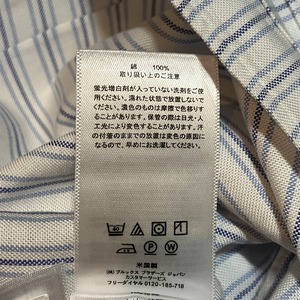 綿 100%
取り扱い上のご注意
蛍光増白剤が入っていない洗剤をご使用
ください。濡れた状態で放置しないでく
ださい。濃色のものは摩擦で色移りする
ことがあります。保管の際は日光・人
工光で変色することがあります。汗
の付着のままでの放置は変色の原因に
なるので、早めにお洗濯してください。
P W
米国製
(株) ブルックス ブラザーズ ジャパン
カスタマーサービス
フリーダイヤル 0120-185-718